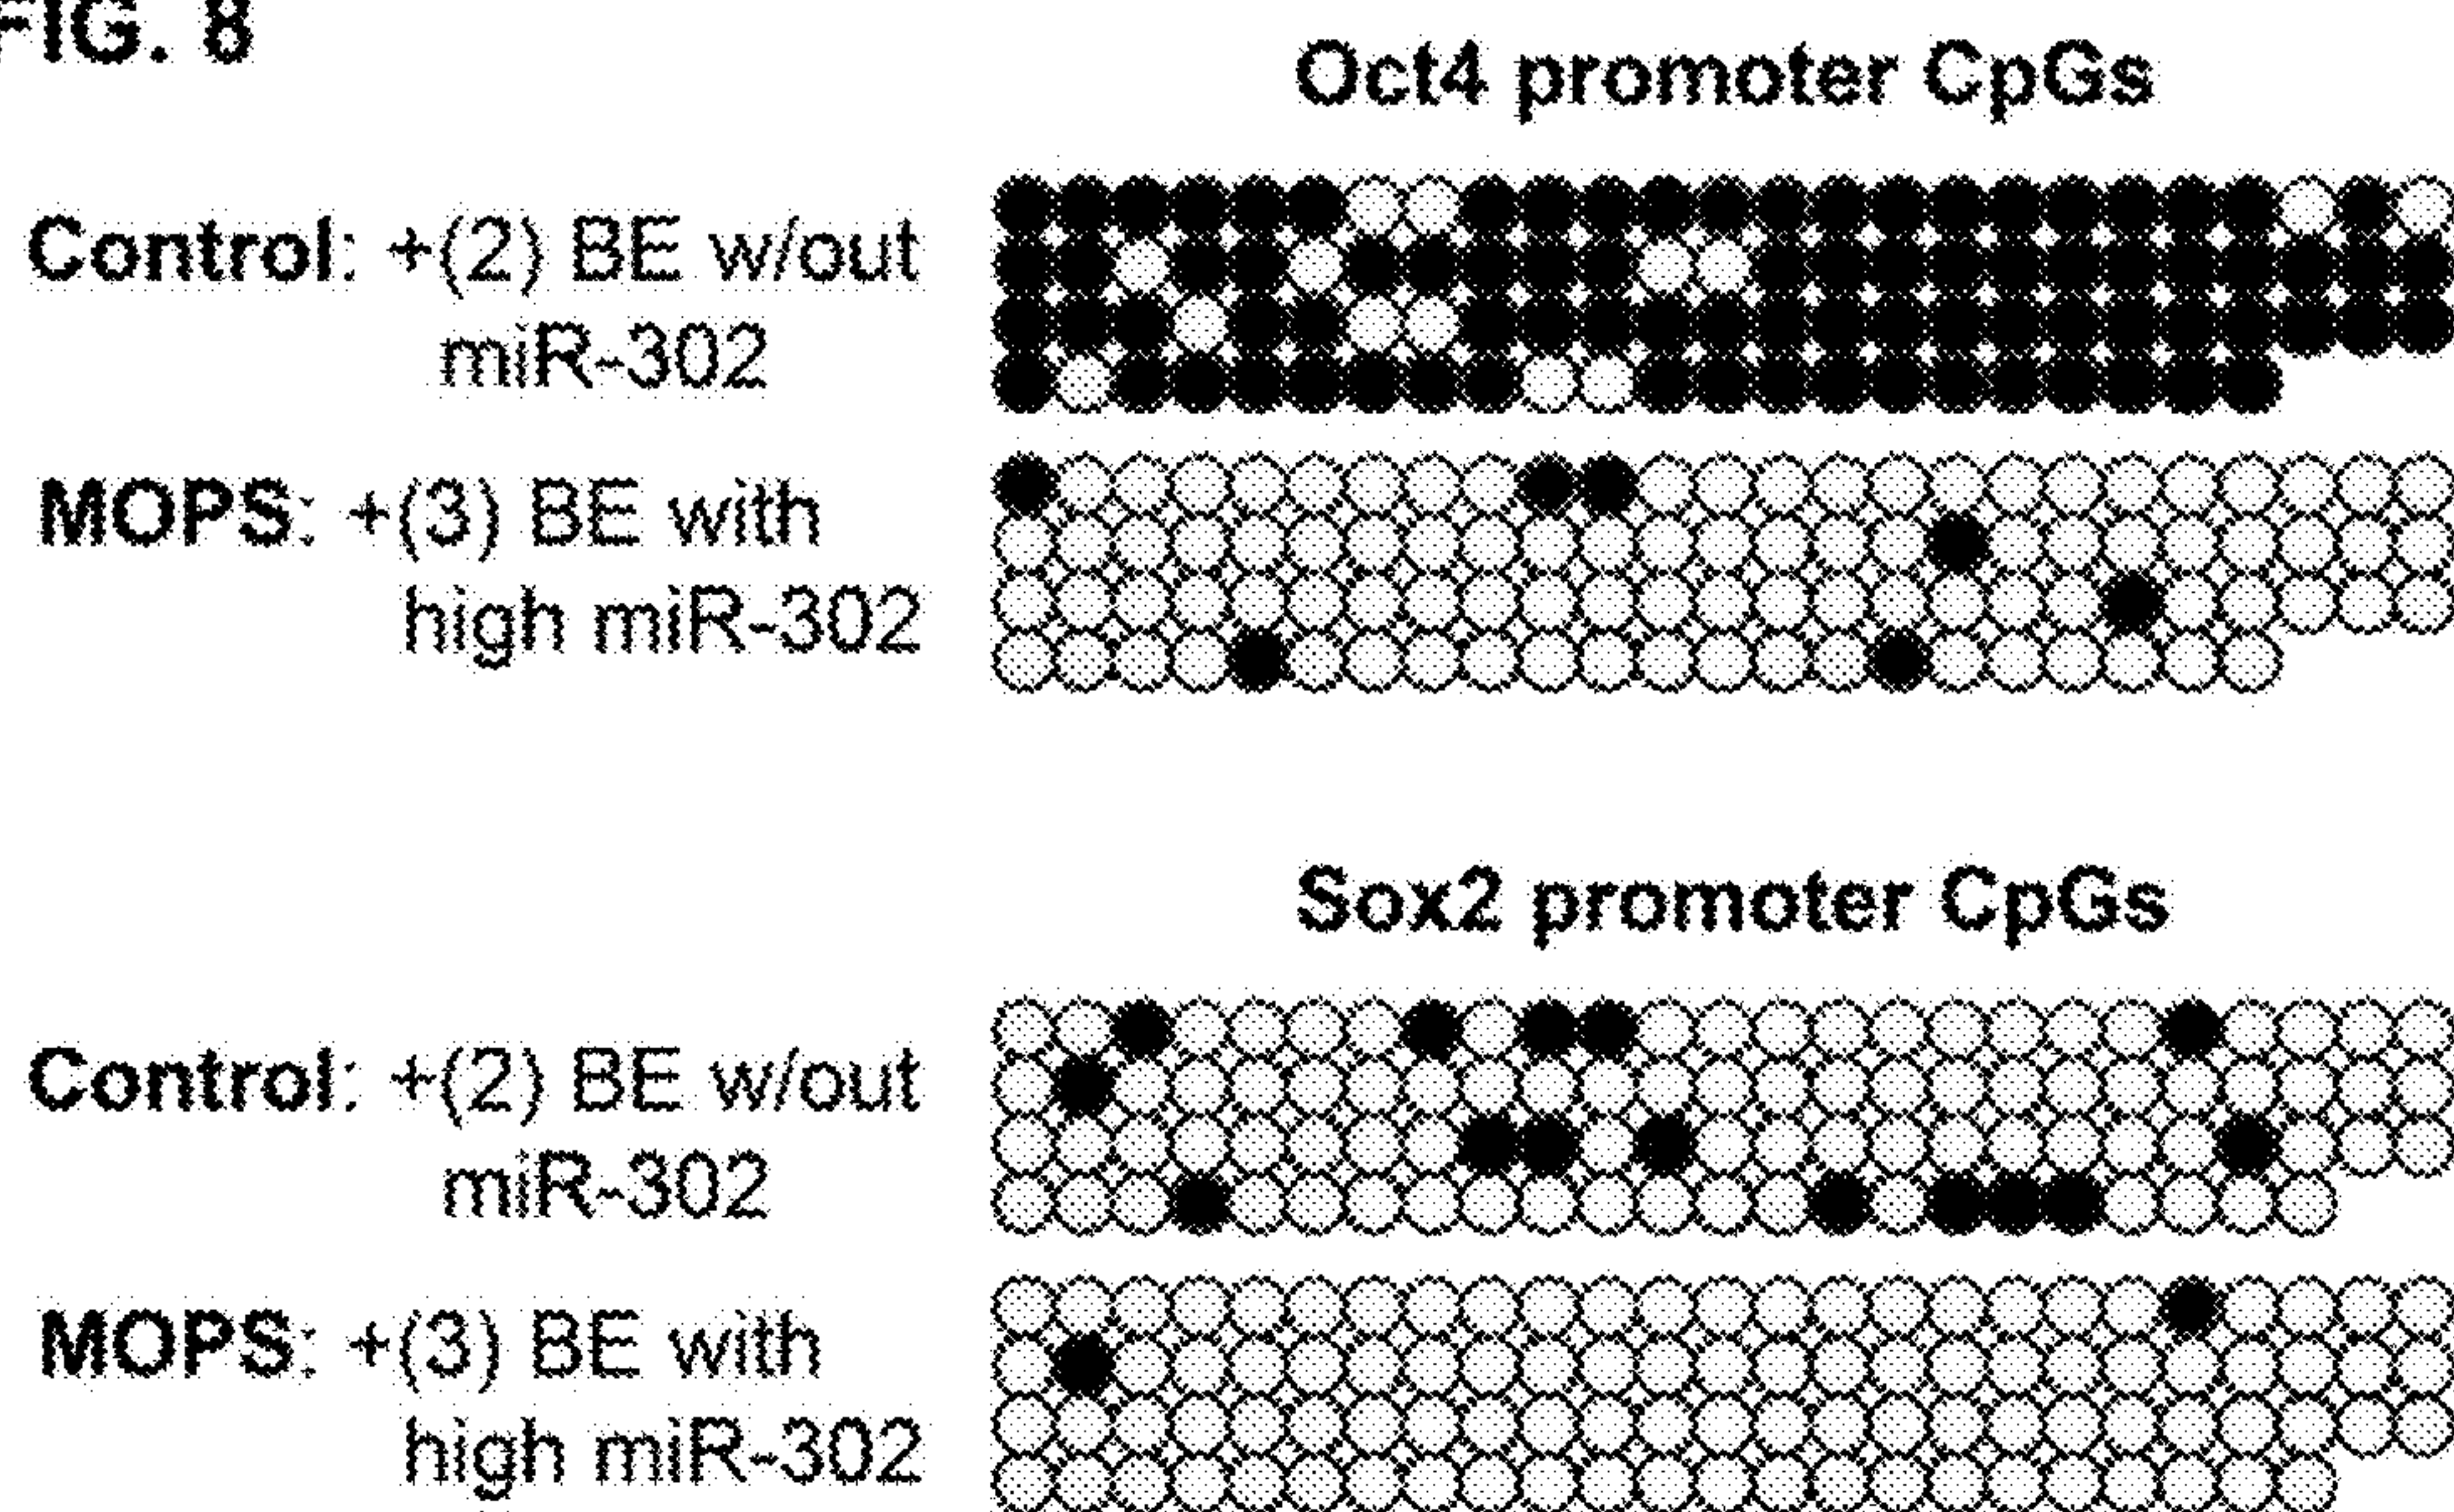 FIG. 8
Oct4 promoter CpGs
Control: +(2) BE w/out
miR-302
MOPS: +(3) BE with
high miR-302
Sox2 promoter CpGs
Control: +(2) BE w/out
miR-302
MOPS: +(3) BE with
high miR-302